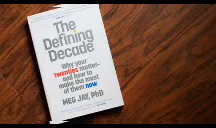 The
Defining
Decade
Why your
twenties matter—
and how to
make the most
of them now
MEG JAY, PhD